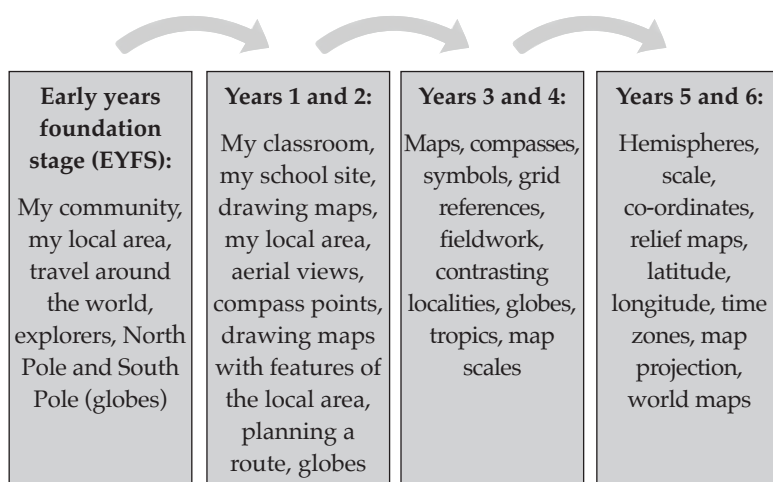 Early years
foundation
stage (EYFS):
My community,
my local area,
travel around
the world,
explorers, North
Pole and South
Pole (globes)
Years 1 and 2:
My classroom,
my school site,
drawing maps,
my local area,
aerial views,
compass points,
drawing maps
with features of
the local area,
planning a
route, globes
Years 3 and 4:
Maps, compasses,
symbols, grid
references,
fieldwork,
contrasting
localities, globes,
tropics, map
scales
Years 5 and 6:
Hemispheres,
scale,
co-ordinates,
relief maps,
latitude,
longitude, time
zones, map
projection,
world maps